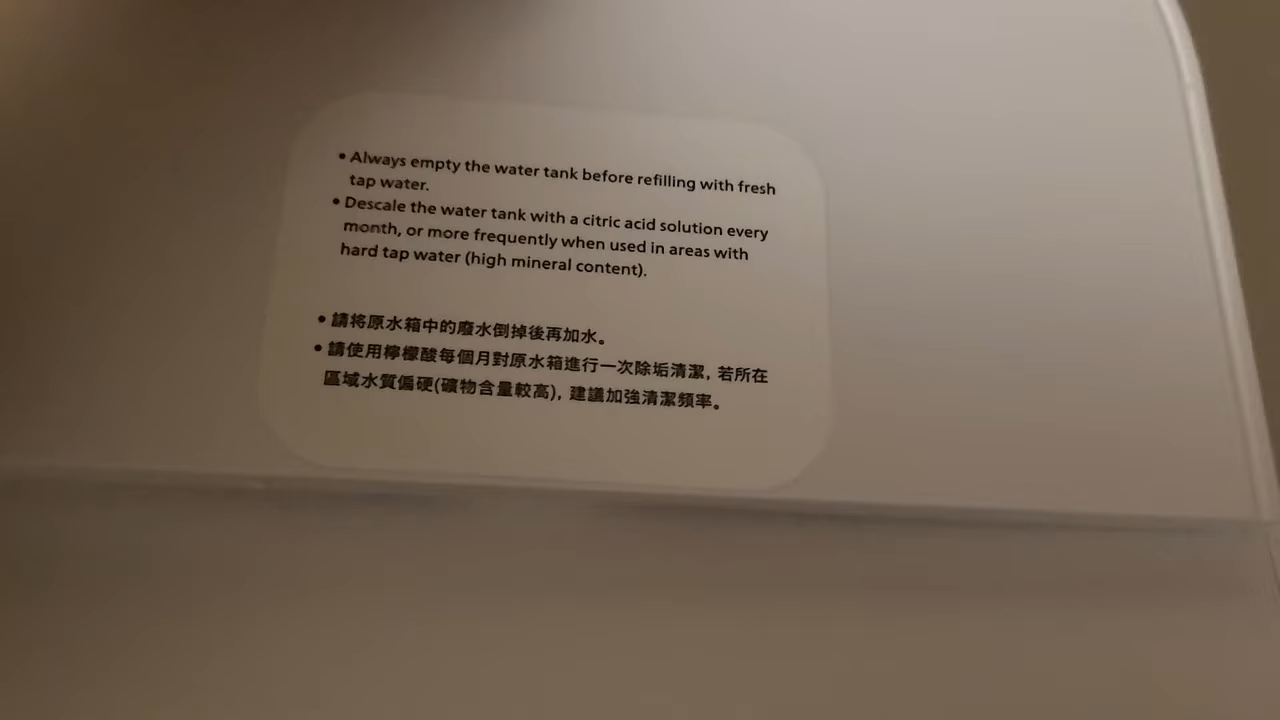 • Always empty the water tank before refilling with fresh
tap water.
• Descale the water tank with a citric acid solution every
month, or more frequently when used in areas with
hard tap water (high mineral content).
• 請將原水箱中的廢水倒掉後再加水。
• 請使用檸檬酸每個月對原水箱進行一次除垢清潔, 若所在
區域水質偏硬(礦物含量較高), 建議加強清潔頻率。